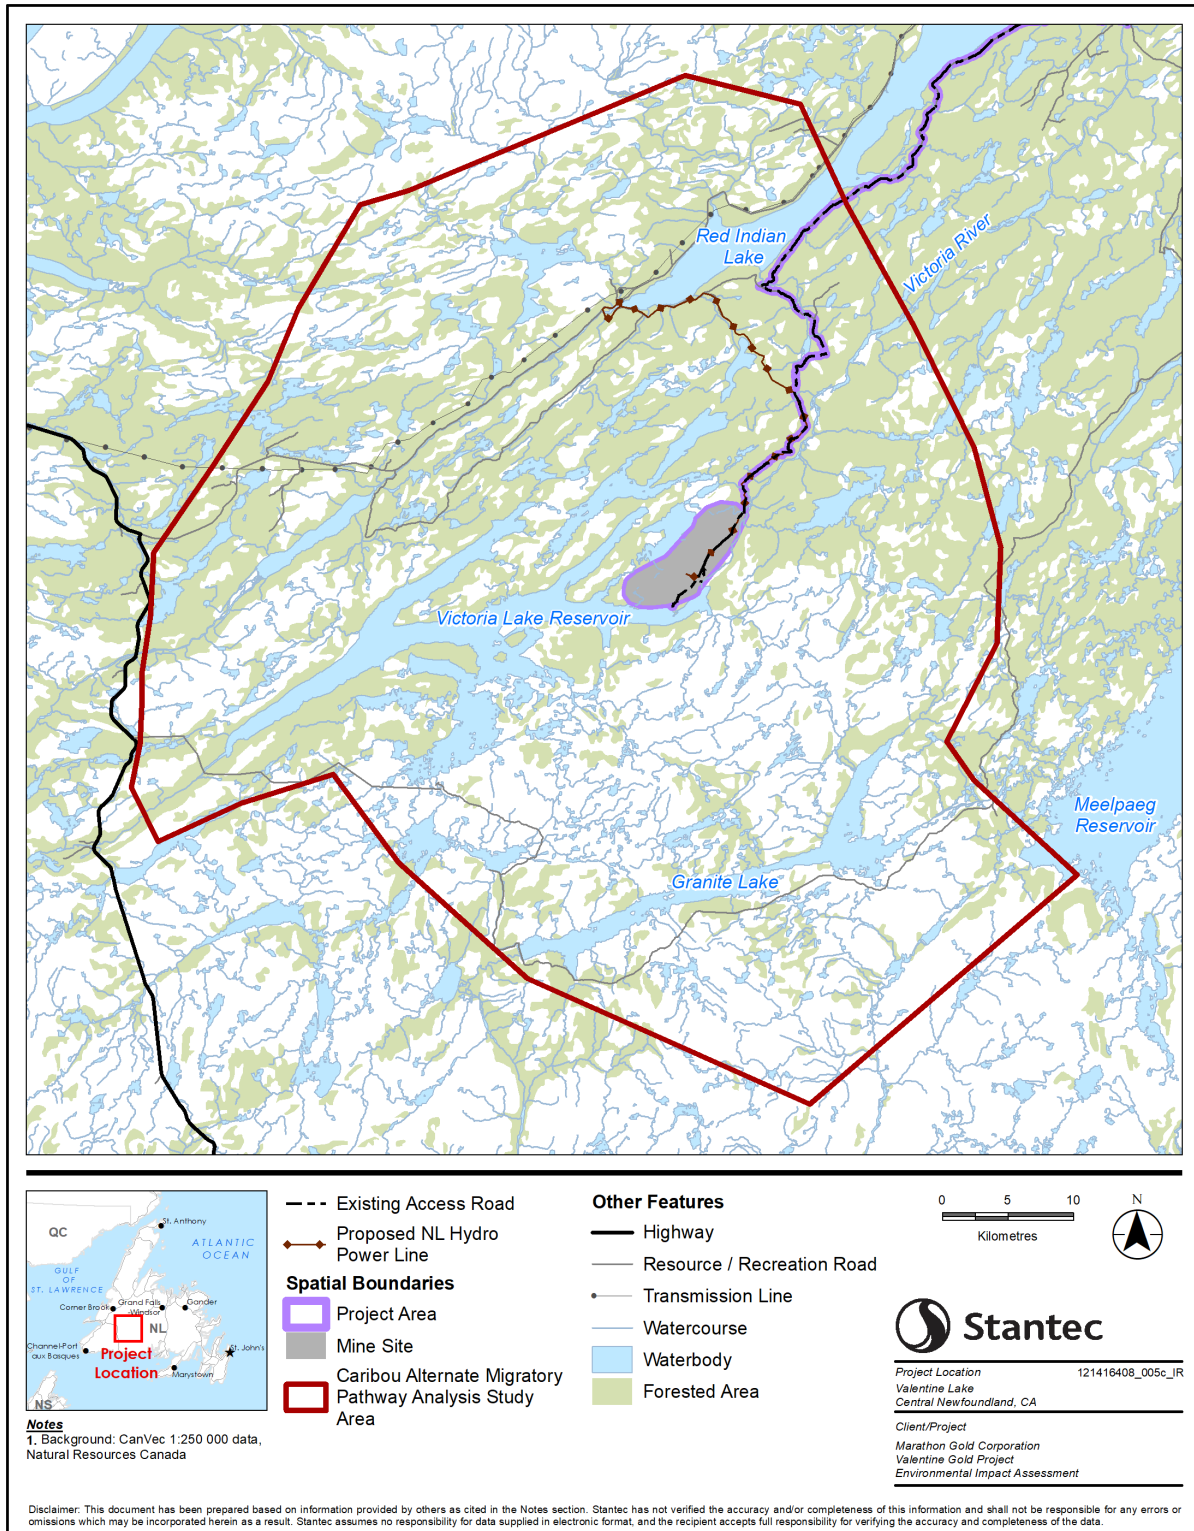 Red Indian
Lake
Victoria River
Victoria Lake Reservoir
Meelpaeg
Reservoir
Granite Lake
QC
St. Anthony
ATLANTIC
OCEAN
GULF
OF
ST. LAWRENCE
Corner Brook
Grand Falls
-Windsor
Gander
NL
Channel-Port
aux Basques
Project
Location
St. John's
Marystown
NS
Notes
1. Background: CanVec 1:250 000 data,
Natural Resources Canada
Existing Access Road
Proposed NL Hydro
Power Line
Spatial Boundaries
Project Area
Mine Site
Caribou Alternate Migratory
Pathway Analysis Study
Area
Other Features
Highway
Resource / Recreation Road
Transmission Line
Watercourse
Waterbody
Forested Area
0 5 10
Kilometres
N
Stantec
Project Location 121416408_005c_IR
Valentine Lake
Central Newfoundland, CA
Client/Project
Marathon Gold Corporation
Valentine Gold Project
Environmental Impact Assessment
Disclaimer: This document has been prepared based on information provided by others as cited in the Notes section. Stantec has not verified the accuracy and/or completeness of this information and shall not be responsible for any errors or
omissions which may be incorporated herein as a result. Stantec assumes no responsibility for data supplied in electronic format, and the recipient accepts full responsibility for verifying the accuracy and completeness of the data.